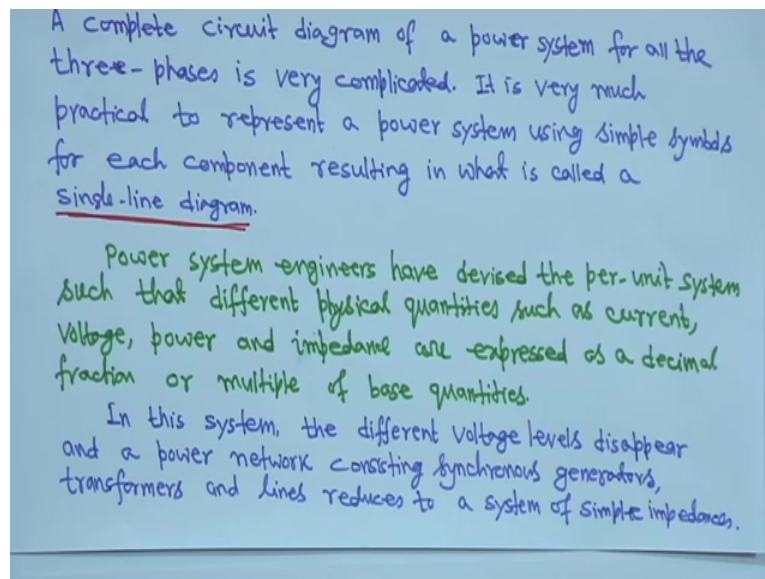 A complete circuit diagram of a power system for all the
three-phases is very complicated. It is very much
practical to represent a power system using simple symbols
for each component resulting in what is called a
single-line diagram.
Power system engineers have devised the per-unit system
such that different physical quantities such as current,
voltage, power and impedance are expressed as a decimal
fraction or multiple of base quantities.
In this system, the different voltage levels disappear
and a power network consisting synchronous generators,
transformers and lines reduces to a system of simple impedances.